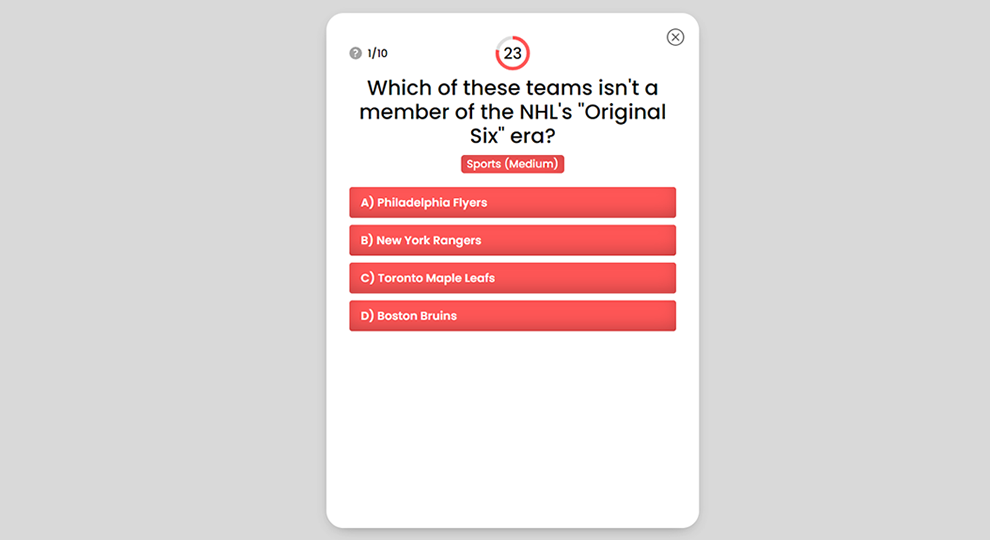 ? 1/10
23
Which of these teams isn't a
member of the NHL's "Original
Six" era?
Sports (Medium)
A) Philadelphia Flyers
B) New York Rangers
C) Toronto Maple Leafs
D) Boston Bruins